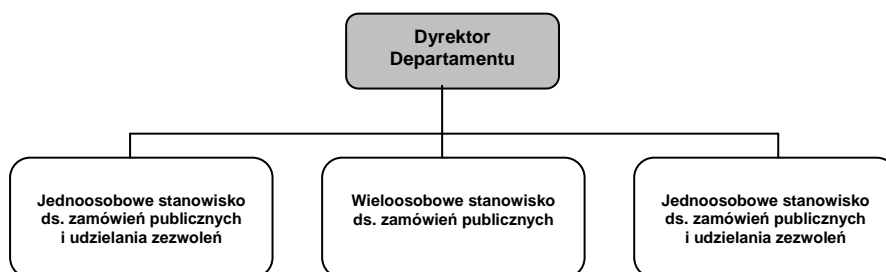 Dyrektor
Departamentu
Jednoosobowe stanowisko
ds. zamówień publicznych
i udzielania zezwoleń
Wieloosobowe stanowisko
ds. zamówień publicznych
Jednoosobowe stanowisko
ds. zamówień publicznych
i udzielania zezwoleń